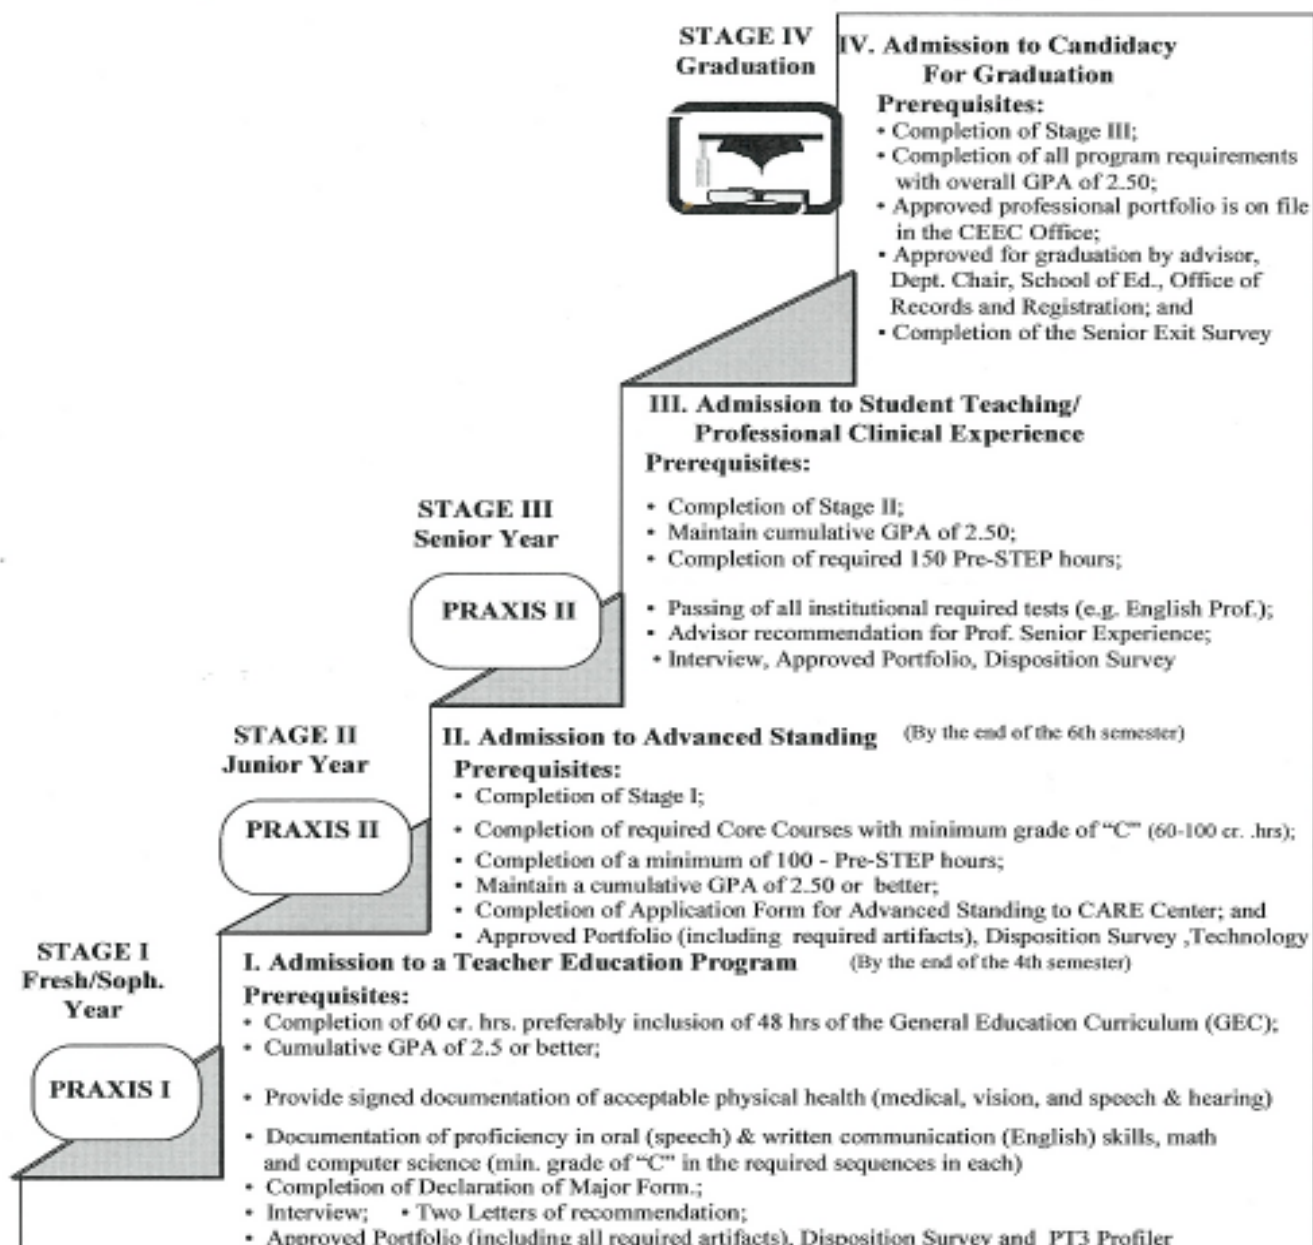 STAGE IV
Graduation
IV. Admission to Candidacy
For Graduation
Prerequisites:
• Completion of Stage III;
• Completion of all program requirements
with overall GPA of 2.50;
• Approved professional portfolio is on file
in the CEEC Office;
• Approved for graduation by advisor,
Dept. Chair, School of Ed., Office of
Records and Registration; and
• Completion of the Senior Exit Survey
III. Admission to Student Teaching/
Professional Clinical Experience
Prerequisites:
STAGE III
Senior Year
PRAXIS II
• Completion of Stage II;
• Maintain cumulative GPA of 2.50;
• Completion of required 150 Pre-STEP hours;
• Passing of all institutional required tests (e.g. English Prof.);
• Advisor recommendation for Prof. Senior Experience;
• Interview, Approved Portfolio, Disposition Survey
STAGE II
Junior Year
PRAXIS II
II. Admission to Advanced Standing (By the end of the 6th semester)
Prerequisites:
• Completion of Stage I;
• Completion of required Core Courses with minimum grade of “C” (60-100 cr. .hrs);
• Completion of a minimum of 100 - Pre-STEP hours;
• Maintain a cumulative GPA of 2.50 or better;
• Completion of Application Form for Advanced Standing to CARE Center; and
• Approved Portfolio (including required artifacts), Disposition Survey ,Technology
STAGE I
Fresh/Soph.
Year
PRAXIS I
I. Admission to a Teacher Education Program (By the end of the 4th semester)
Prerequisites:
• Completion of 60 cr. hrs. preferably inclusion of 48 hrs of the General Education Curriculum (GEC);
• Cumulative GPA of 2.5 or better;
• Provide signed documentation of acceptable physical health (medical, vision, and speech & hearing)
• Documentation of proficiency in oral (speech) & written communication (English) skills, math
and computer science (min. grade of “C” in the required sequences in each)
• Completion of Declaration of Major Form.;
• Interview; • Two Letters of recommendation;
• Approved Portfolio (including all required artifacts), Disposition Survey and PT3 Profiler